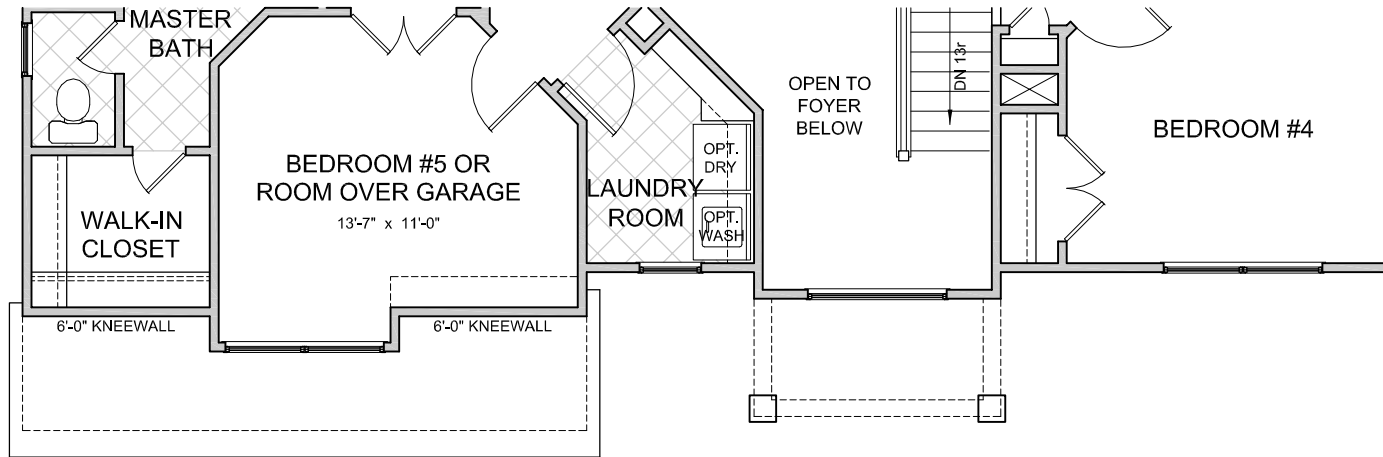 MASTER
BATH
BEDROOM #5 OR
ROOM OVER GARAGE
13'-7" x 11'-0"
WALK-IN
CLOSET
6'-0" KNEEWALL
6'-0" KNEEWALL
LAUNDRY
ROOM
OPT.
DRY
OPT.
WASH
OPEN TO
FOYER
BELOW
DN 13r
BEDROOM #4